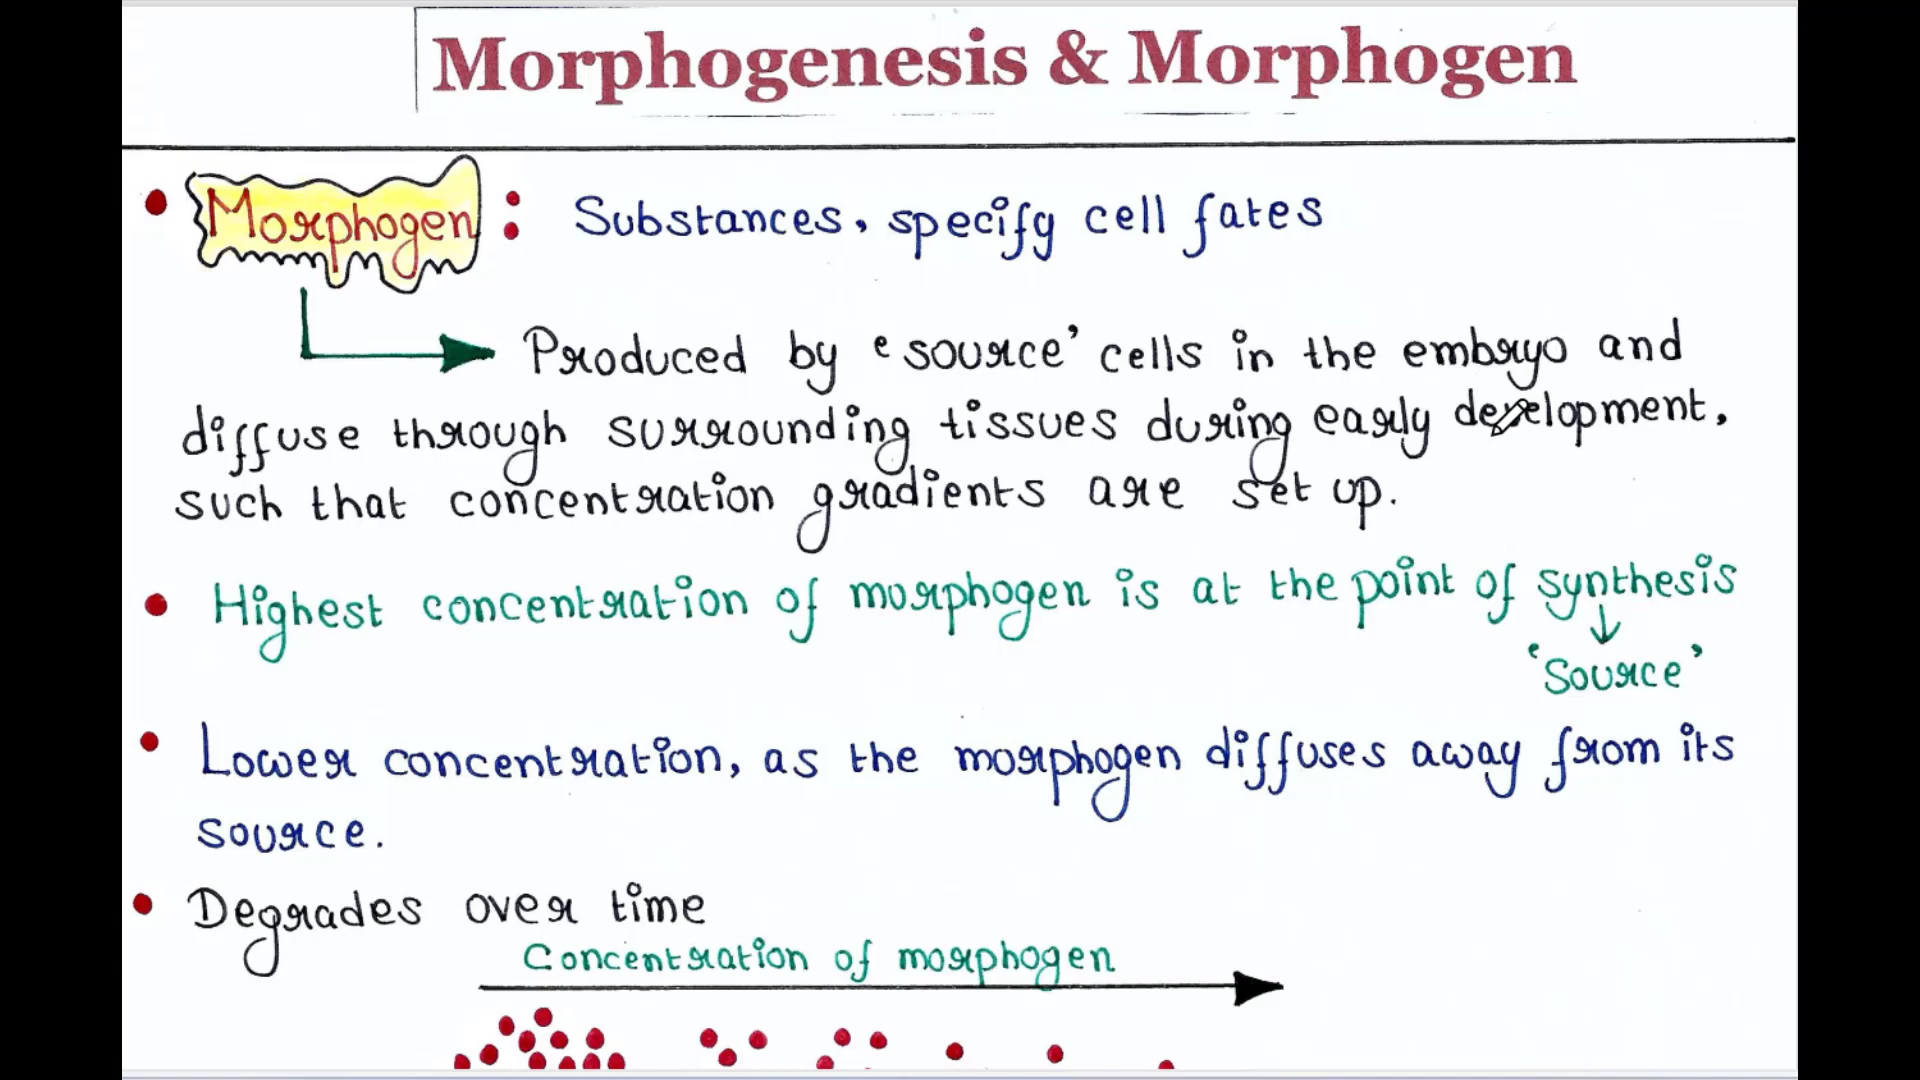 Morphogenesis & Morphogen
• Morphogen : Substances, specify cell fates
Produced by 'source' cells in the embryo and
diffuse through surrounding tissues during early development,
such that concentration gradients are set up.
• Highest concentration of morphogen is at the point of synthesis
'Source'
• Lower concentration, as the morphogen diffuses away from its
source.
• Degrades over time
Concentration of morphogen